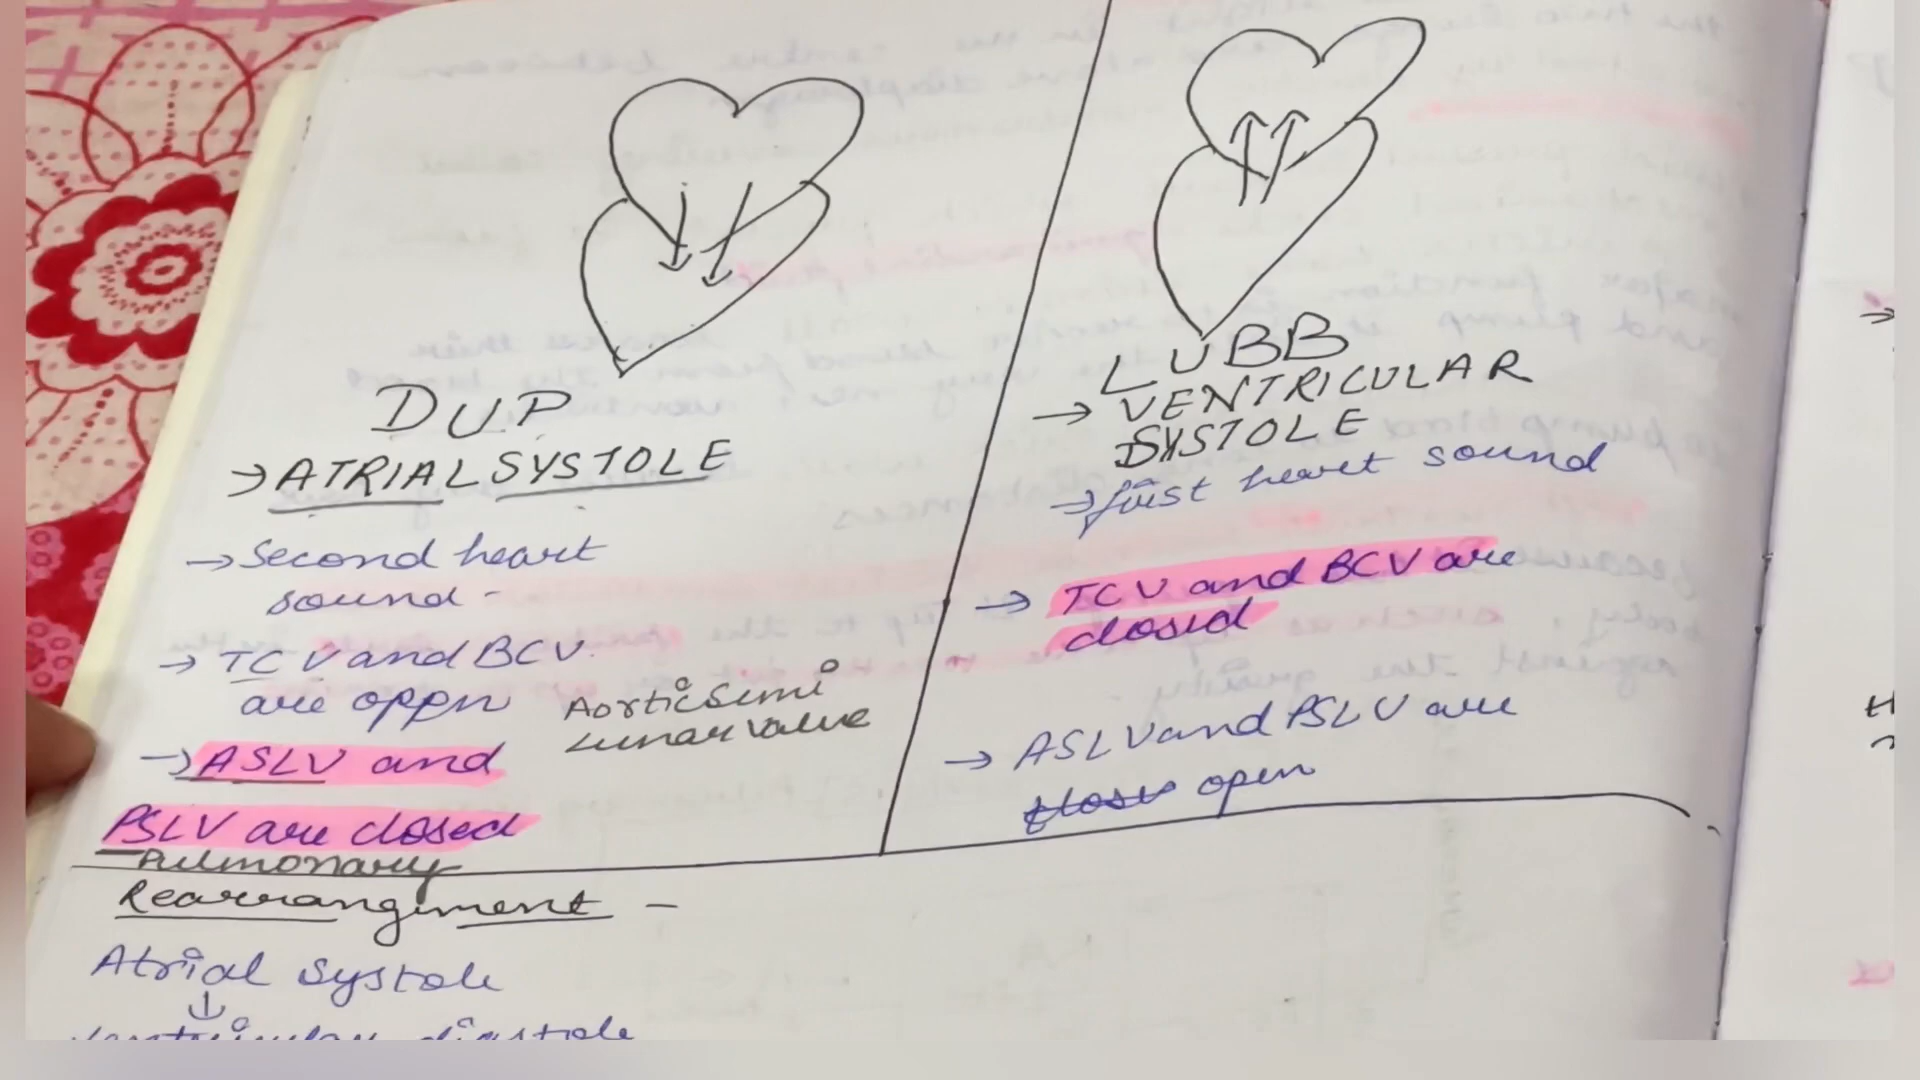 DUP
→ ATRIAL SYSTOLE
→ Second heart
sound -
→ TCV and BCV
are open
Aortic Semi
Lunar valve
→ ASLV and
PSLV are closed
Pulmonary
LUBB
→ VENTRICULAR
SYSTOLE
→ first heart sound
→ TCV and BCV are
closed
→ ASLV and PSLV are
open
Rearrangement -
Atrial systole
↓
ventricular diastole